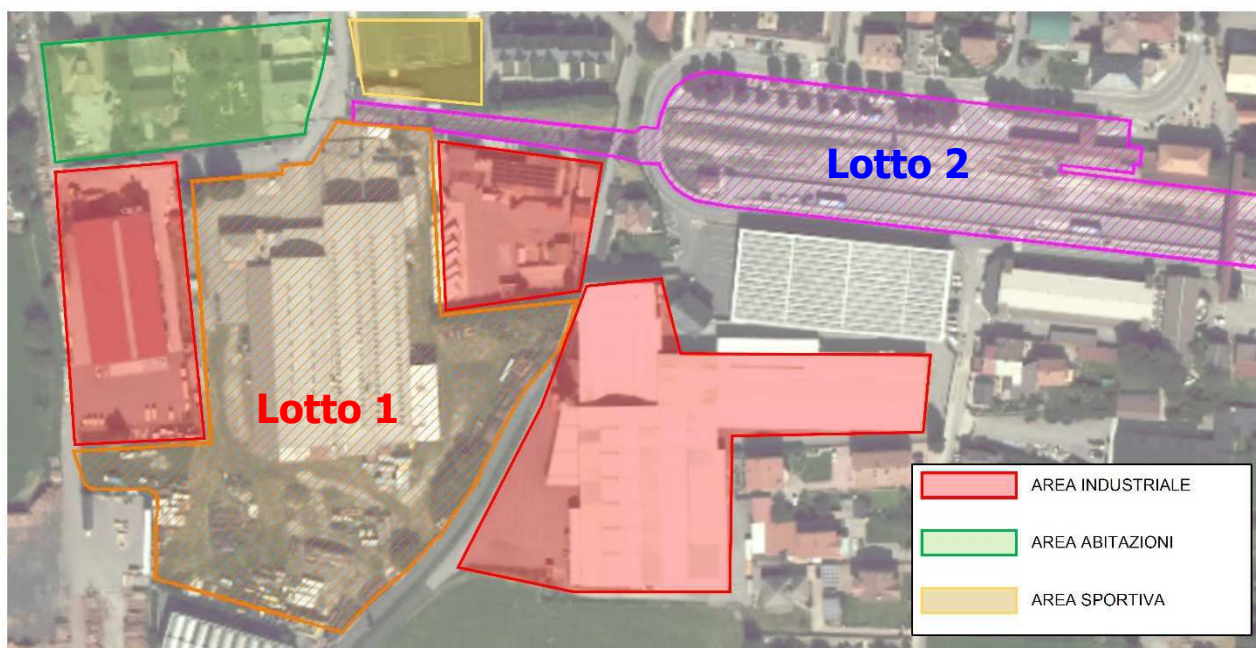 Lotto 2
Lotto 1
AREA INDUSTRIALE
AREA ABITAZIONI
AREA SPORTIVA